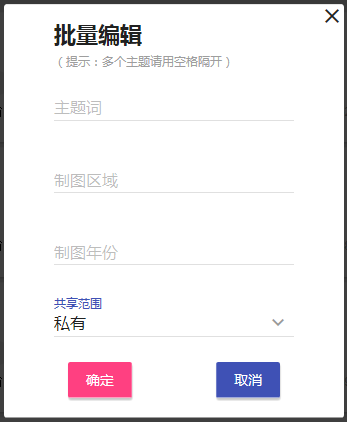 批量编辑
（提示：多个主题请用空格隔开）
主题词
制图区域
制图年份
共享范围
私有
确定
取消